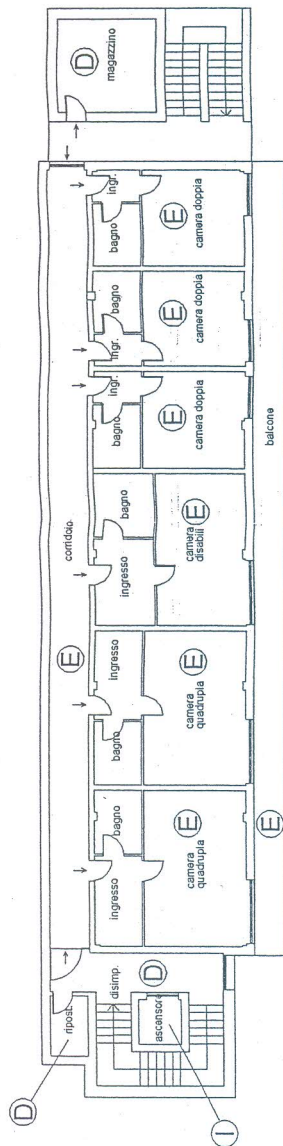 D
magazzino
ingr.
bagno
E
camera doppia
bagno
ingr.
E
camera doppia
ingr.
bagno
E
camera doppia
balcone
corridoio
E
bagno
ingresso
E
camera
disabili
ingresso
bagno
E
camera
quadrupla
bagno
ingresso
E
camera
quadrupla
E
ripost.
disimp.
D
ascensore
D
I